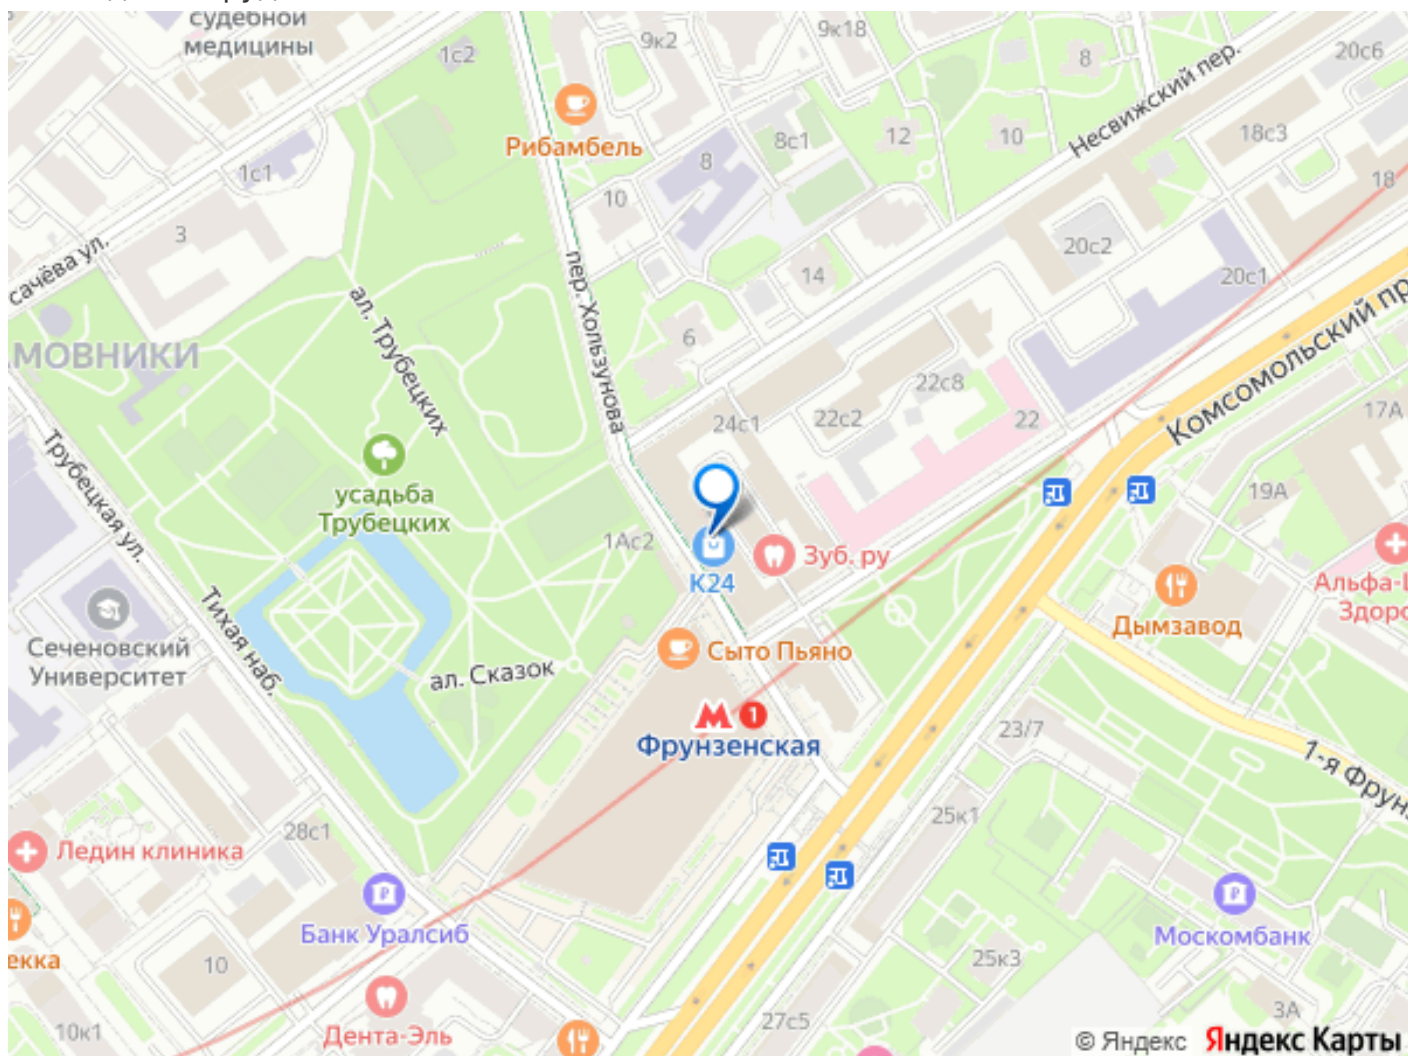 судебной
медицины
1с2
9к2
9к18
8
20с6
Рибамбель
8
8с1
12
10
Несвижский пер.
18с3
18
1с1
10
3
сачёва ул.
пер. Хользунова
14
20с2
20с1
ал. Трубецких
6
МОВНИКИ
22с8
Комсомольский пр
17А
24с1
22с2
22
Трубецкая ул.
усадьба
Трубецких
19А
1Ас2
Зуб. ру
К24
Альфа-Ц
Здоро
Дымзавод
Сеченовский
Университет
Тихая наб.
ал. Сказок
Сыто Пьяно
1
Фрунзенская
23/7
1-я Фрунз
25к1
28с1
Ледин клиника
Банк Уралсиб
Москомбанк
екка
10
25к3
10к1
Дента-Эль
27с5
3А
© Яндекс Яндекс Карты